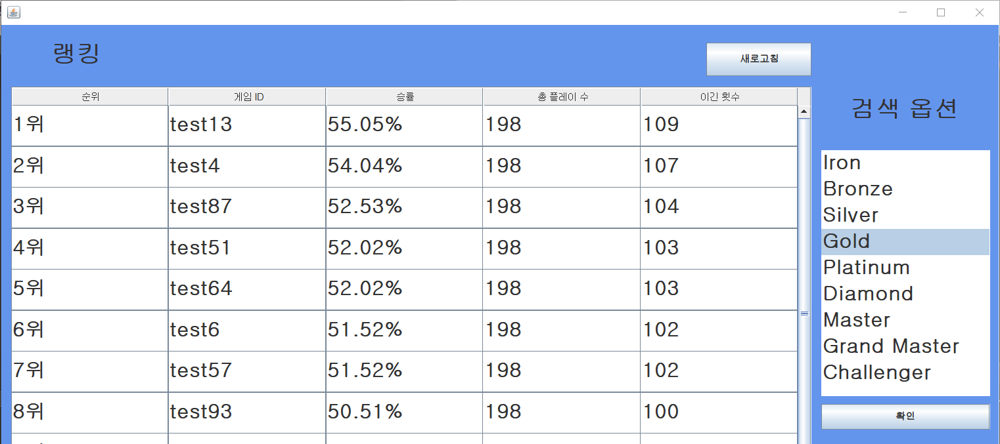 랭킹
새로고침
순위 게임 ID 승률 총 플레이 수 이긴 횟수
1위 test13 55.05% 198 109
2위 test4 54.04% 198 107
3위 test87 52.53% 198 104
4위 test51 52.02% 198 103
5위 test64 52.02% 198 103
6위 test6 51.52% 198 102
7위 test57 51.52% 198 102
8위 test93 50.51% 198 100
검색 옵션
Iron
Bronze
Silver
Gold
Platinum
Diamond
Master
Grand Master
Challenger
확인